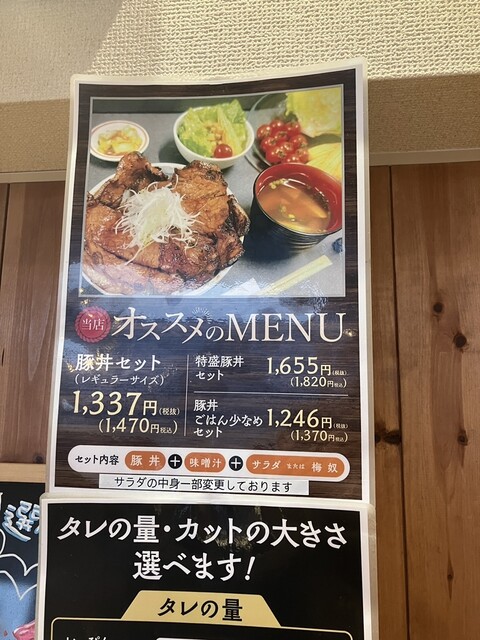 当店
オススメのMENU
豚丼セット
(レギュラーサイズ)
1,337円(税抜)
(1,470円税込)
特盛豚丼
セット
1,655円(税抜)
(1,820円税込)
豚丼
ごはん少なめ
セット
1,246円(税抜)
(1,370円税込)
セット内容 豚丼 + 味噌汁 + サラダ または 梅奴
サラダの中身一部変更しております
選
タレの量・カットの大きさ
選べます!
タレの量